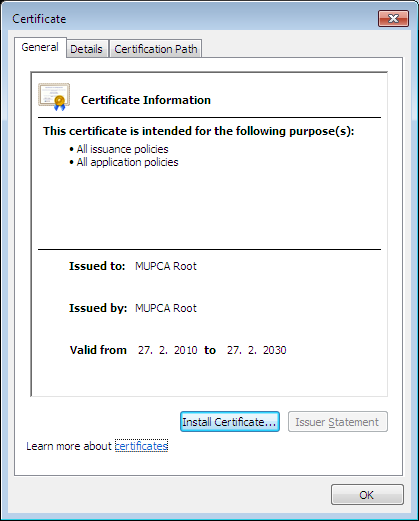 Certificate
General Details Certification Path
Certificate Information
This certificate is intended for the following purpose(s):
• All issuance policies
• All application policies
Issued to: MUPCA Root
Issued by: MUPCA Root
Valid from 27. 2. 2010 to 27. 2. 2030
Install Certificate... Issuer Statement
Learn more about certificates
OK